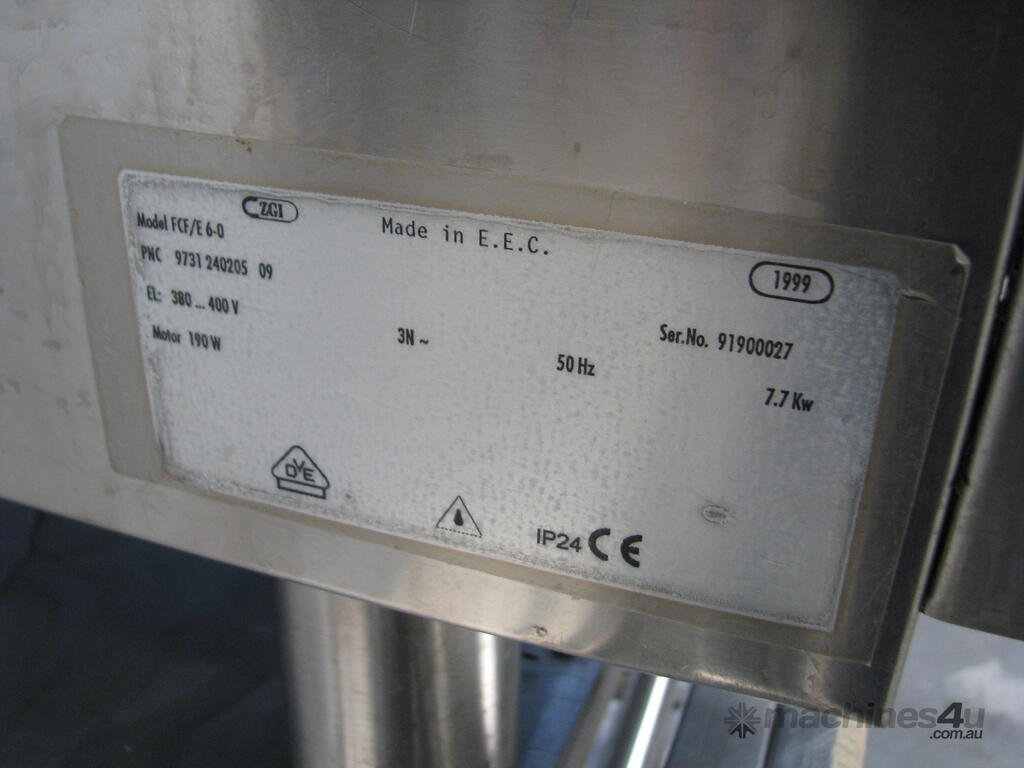 ZGI
Model FCF/E 6-0
Made in E.E.C.
PNC 9731 240205 09
1999
EL: 380 ... 400 V
Motor 190 W
3N ~
50 Hz
Ser.No. 91900027
7.7 Kw
OVE
IP24 CE
machines4u
.com.au